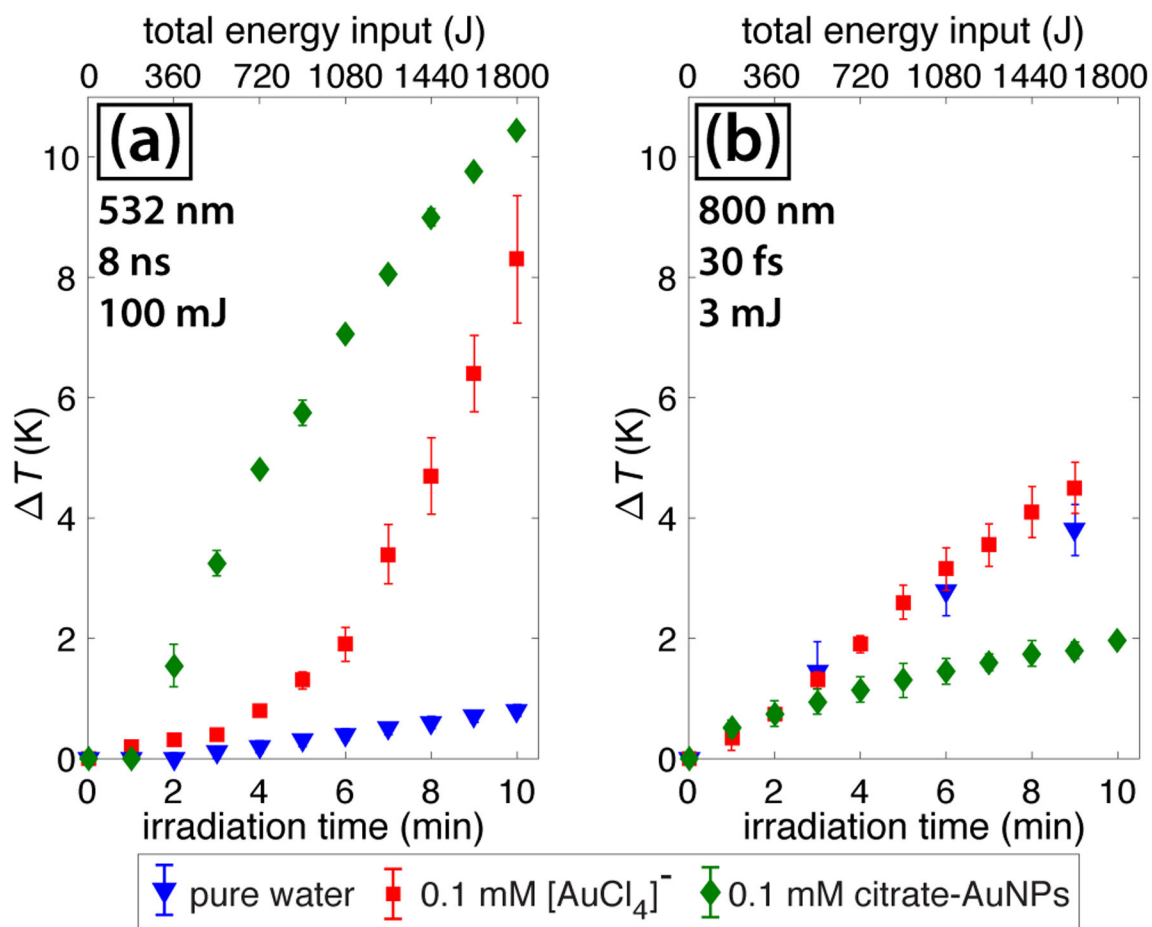 total energy input (J)
0 360 720 1080 1440 1800
(a)
532 nm
8 ns
100 mJ
10
8
6
4
2
0
ΔT (K)
0 2 4 6 8 10
irradiation time (min)
total energy input (J)
0 360 720 1080 1440 1800
(b)
800 nm
30 fs
3 mJ
10
8
6
4
2
0
ΔT (K)
0 2 4 6 8 10
irradiation time (min)
pure water 0.1 mM [AuCl₄]⁻ 0.1 mM citrate-AuNPs